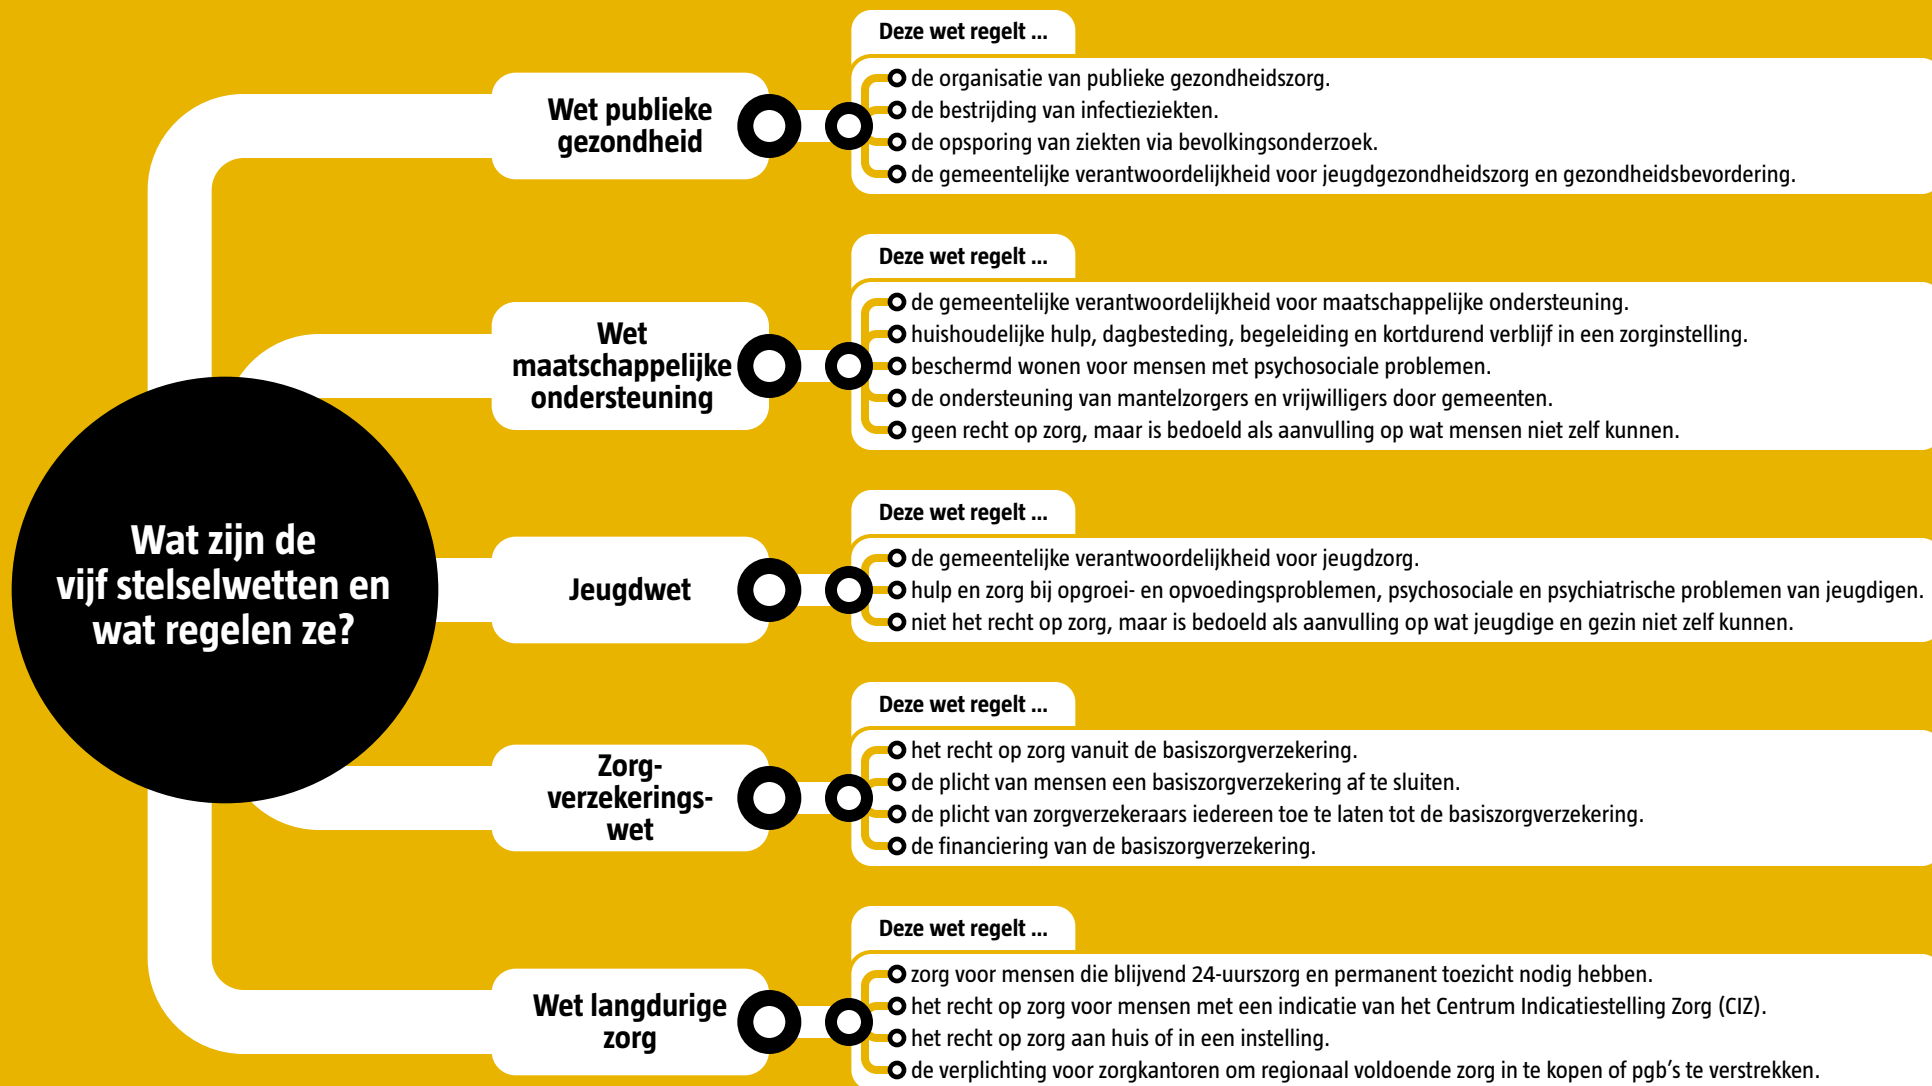 Wat zijn de
vijf stelselwetten en
wat regelen ze?
Wet publieke
gezondheid
Deze wet regelt ...
de organisatie van publieke gezondheidszorg.
de bestrijding van infectieziekten.
de opsporing van ziekten via bevolkingsonderzoek.
de gemeentelijke verantwoordelijkheid voor jeugdgezondheidszorg en gezondheidsbevordering.
Wet
maatschappelijke
ondersteuning
Deze wet regelt ...
de gemeentelijke verantwoordelijkheid voor maatschappelijke ondersteuning.
huishoudelijke hulp, dagbesteding, begeleiding en kortdurend verblijf in een zorginstelling.
beschermd wonen voor mensen met psychosociale problemen.
de ondersteuning van mantelzorgers en vrijwilligers door gemeenten.
geen recht op zorg, maar is bedoeld als aanvulling op wat mensen niet zelf kunnen.
Jeugdwet
Deze wet regelt ...
de gemeentelijke verantwoordelijkheid voor jeugdzorg.
hulp en zorg bij opgroei- en opvoedingsproblemen, psychosociale en psychiatrische problemen van jeugdigen.
niet het recht op zorg, maar is bedoeld als aanvulling op wat jeugdige en gezin niet zelf kunnen.
Zorg-
verzekerings-
wet
Deze wet regelt ...
het recht op zorg vanuit de basiszorgverzekering.
de plicht van mensen een basiszorgverzekering af te sluiten.
de plicht van zorgverzekeraars iedereen toe te laten tot de basiszorgverzekering.
de financiering van de basiszorgverzekering.
Wet langdurige
zorg
Deze wet regelt ...
zorg voor mensen die blijvend 24-uurszorg en permanent toezicht nodig hebben.
het recht op zorg voor mensen met een indicatie van het Centrum Indicatiestelling Zorg (CIZ).
het recht op zorg aan huis of in een instelling.
de verplichting voor zorgkantoren om regionaal voldoende zorg in te kopen of pgb's te verstrekken.